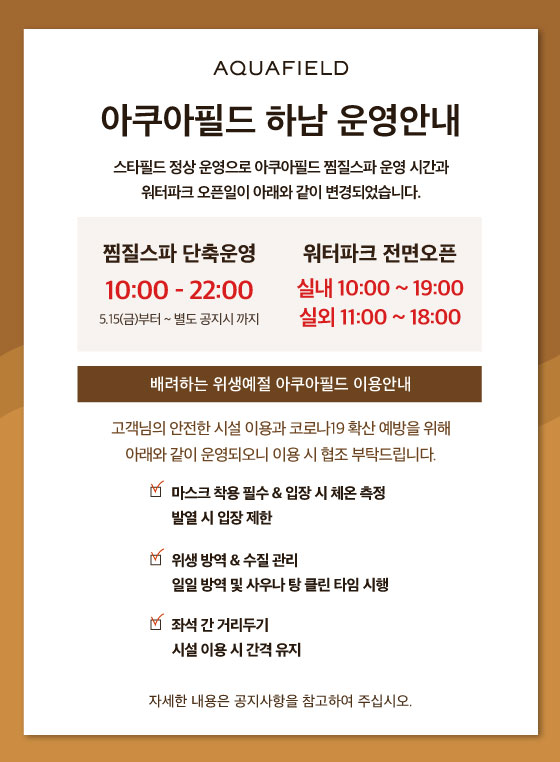 AQUAFIELD
아쿠아필드 하남 운영안내
스타필드 정상 운영으로 아쿠아필드 찜질스파 운영 시간과
워터파크 오픈일이 아래와 같이 변경되었습니다.
찜질스파 단축운영
10:00 - 22:00
5.15(금)부터 ~ 별도 공지시 까지
워터파크 전면오픈
실내 10:00 ~ 19:00
실외 11:00 ~ 18:00
배려하는 위생예절 아쿠아필드 이용안내
고객님의 안전한 시설 이용과 코로나19 확산 예방을 위해
아래와 같이 운영되오니 이용 시 협조 부탁드립니다.
마스크 착용 필수 & 입장 시 체온 측정
발열 시 입장 제한
위생 방역 & 수질 관리
일일 방역 및 사우나 탕 클린 타임 시행
좌석 간 거리두기
시설 이용 시 간격 유지
자세한 내용은 공지사항을 참고하여 주십시오.